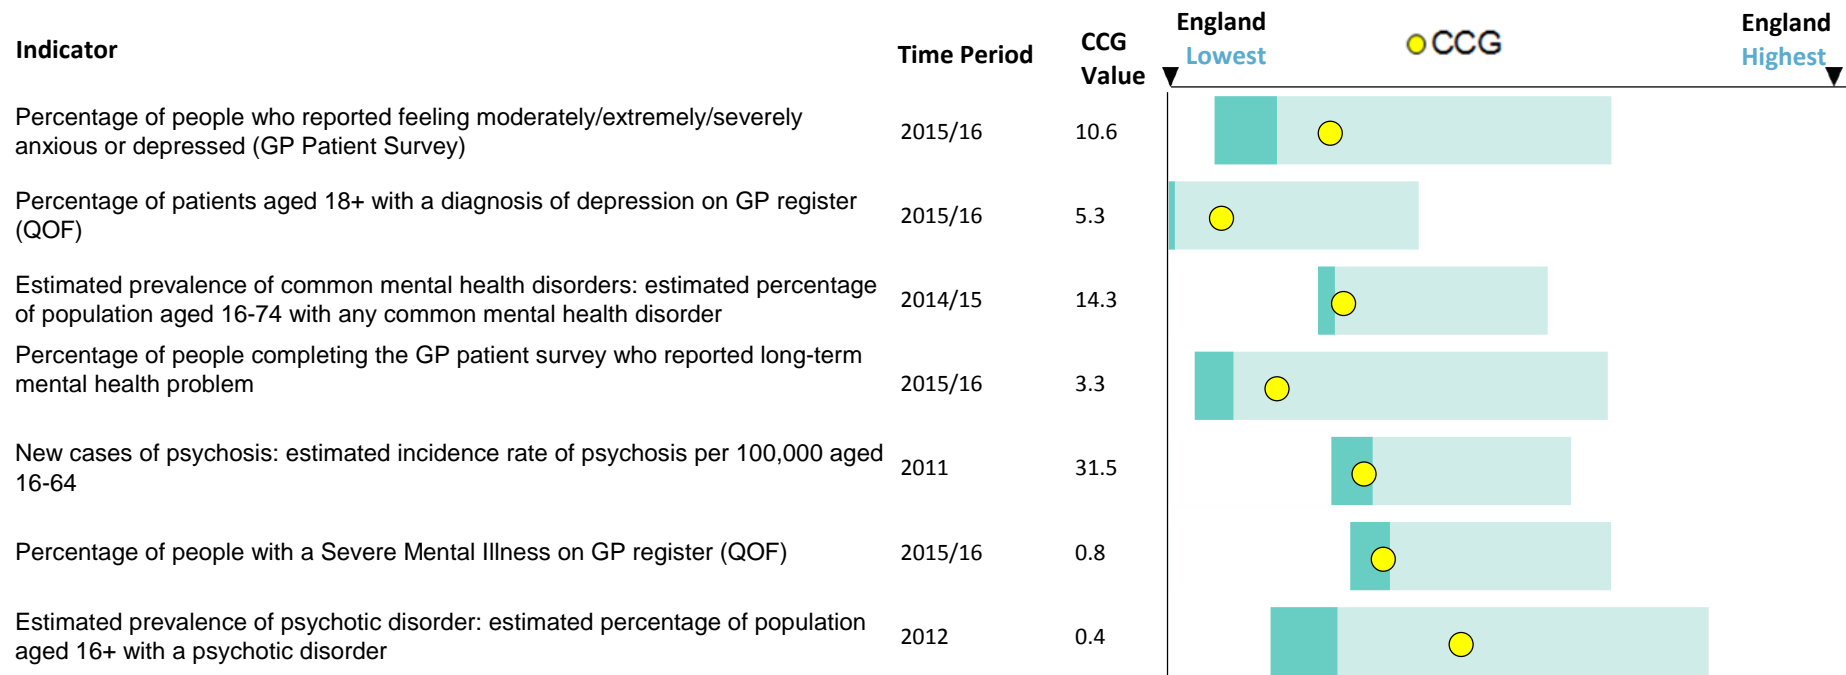 Indicator
Time Period
CCG
Value
England
Lowest
CCG
England
Highest
Percentage of people who reported feeling moderately/extremely/severely
anxious or depressed (GP Patient Survey)
2015/16
10.6
Percentage of patients aged 18+ with a diagnosis of depression on GP register
(QOF)
2015/16
5.3
Estimated prevalence of common mental health disorders: estimated percentage
of population aged 16-74 with any common mental health disorder
2014/15
14.3
Percentage of people completing the GP patient survey who reported long-term
mental health problem
2015/16
3.3
New cases of psychosis: estimated incidence rate of psychosis per 100,000 aged
16-64
2011
31.5
Percentage of people with a Severe Mental Illness on GP register (QOF)
2015/16
0.8
Estimated prevalence of psychotic disorder: estimated percentage of population
aged 16+ with a psychotic disorder
2012
0.4